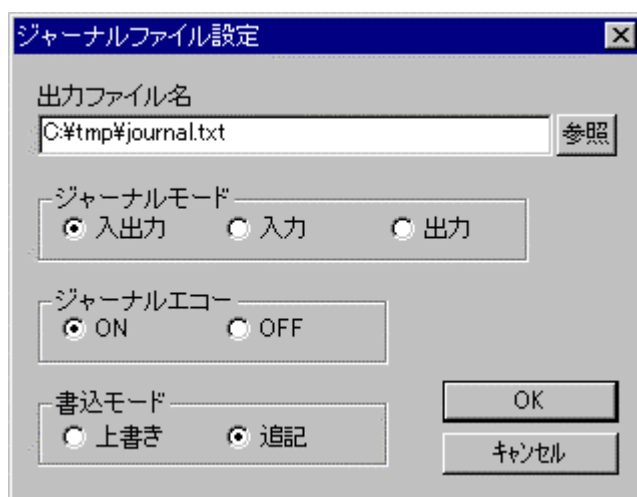 ジャーナルファイル設定
出力ファイル名
C:¥tmp¥journal.txt 参照
ジャーナルモード
入出力 入力 出力
ジャーナルエコー
ON OFF
書込モード
上書き 追記
OK
キャンセル